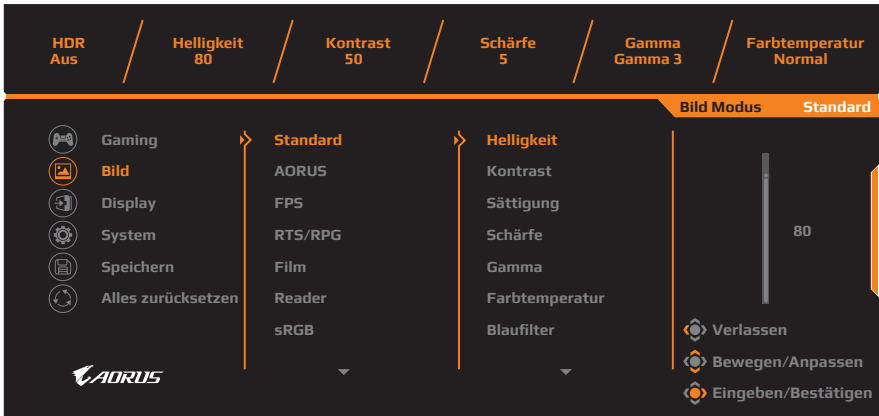 HDR Helligkeit Kontrast Schärfe Gamma Farbtemperatur
Aus 80 50 5 Gamma 3 Normal
Bild Modus Standard
Gaming Standard Helligkeit
Bild AORUS Kontrast
Display FPS Sättigung
System RTS/RPG Schärfe
80
Speichern Film Gamma
Alles zurücksetzen Reader Farbtemperatur
sRGB Blaufilter
Verlassen
Bewegen/Anpassen
AORUS
Eingeben/Bestätigen